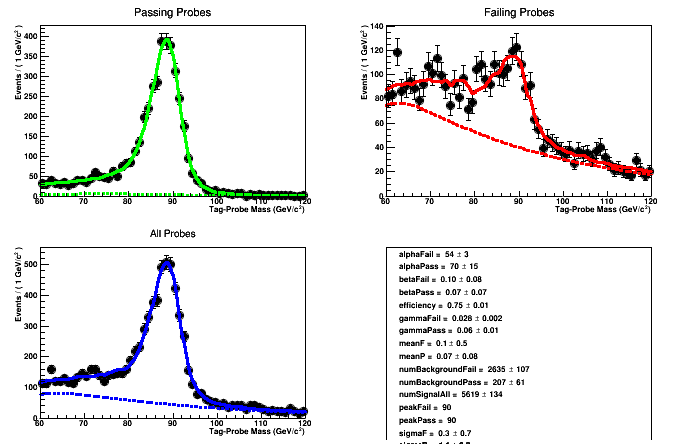 Passing Probes
Events / ( 1 GeV/c²)
400
350
300
250
200
150
100
50
0
60 70 80 90 100 110 120
Tag-Probe Mass (GeV/c²)
Failing Probes
Events / ( 1 GeV/c²)
140
120
100
80
60
40
20
0
60 70 80 90 100 110 120
Tag-Probe Mass (GeV/c²)
All Probes
Events / ( 1 GeV/c²)
500
400
300
200
100
0
60 70 80 90 100 110 120
Tag-Probe Mass (GeV/c²)
alphaFail = 54 ± 3
alphaPass = 70 ± 15
betaFail = 0.10 ± 0.08
betaPass = 0.07 ± 0.07
efficiency = 0.75 ± 0.01
gammaFail = 0.028 ± 0.002
gammaPass = 0.06 ± 0.01
meanF = 0.1 ± 0.5
meanP = 0.07 ± 0.08
numBackgroundFail = 2635 ± 107
numBackgroundPass = 207 ± 61
numSignalAll = 5619 ± 134
peakFail = 90
peakPass = 90
sigmaF = 0.3 ± 0.7